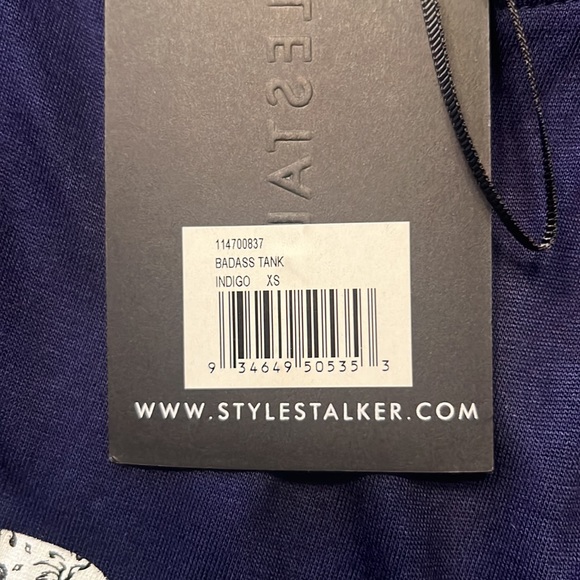 114700837
BADASS TANK
INDIGO XS
9 34649 50535 3
WWW.STYLESTALKER.COM